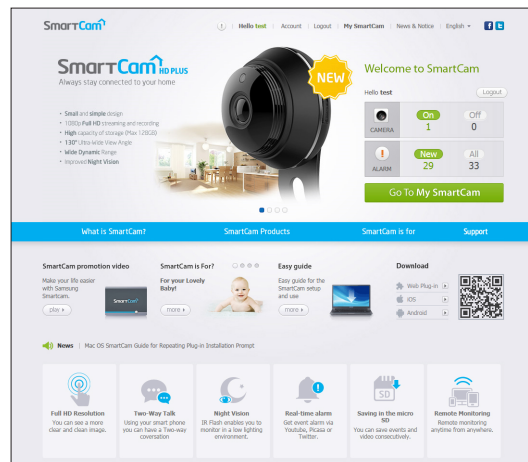 SmartCam
Hello test | Account | Logout | My SmartCam | News & Notice | English
SmartCam HD PLUS
Always stay connected to your home
• Small and simple design
• 1080p Full HD streaming and recording
• High capacity of storage (Max 128GB)
• 130° Ultra-Wide View Angle
• Wide Dynamic Range
• Improved Night Vision
NEW
Welcome to SmartCam
Hello test
Logout
CAMERA
On
1
Off
0
ALARM
New
29
All
33
Go To My SmartCam
What is SmartCam?
SmartCam Products
SmartCam is for
Support
SmartCam promotion video
Make your life easier
with Samsung
Smartcam.
play
SmartCam
SmartCam is For?
For your Lovely
Baby!
more
Easy guide
Easy guide for the
SmartCam setup
and use
more
Download
Web Plug-in
iOS
Android
News | Mac OS SmartCam Guide for Repeating Plug-in Installation Prompt
Full HD Resolution
You can see a more
clear and clean image.
Two-Way Talk
Using your smart phone
you can have a Two-way
coversation
Night Vision
IR Flash enables you to
monitor in a low lighting
environment.
Real-time alarm
Get event alarm via
Youtube, Picasa or
Twitter.
SD
Saving in the micro
SD
You can save events and
video consecutively.
Remote Monitoring
Remote monitoring
anytime from anywhere.